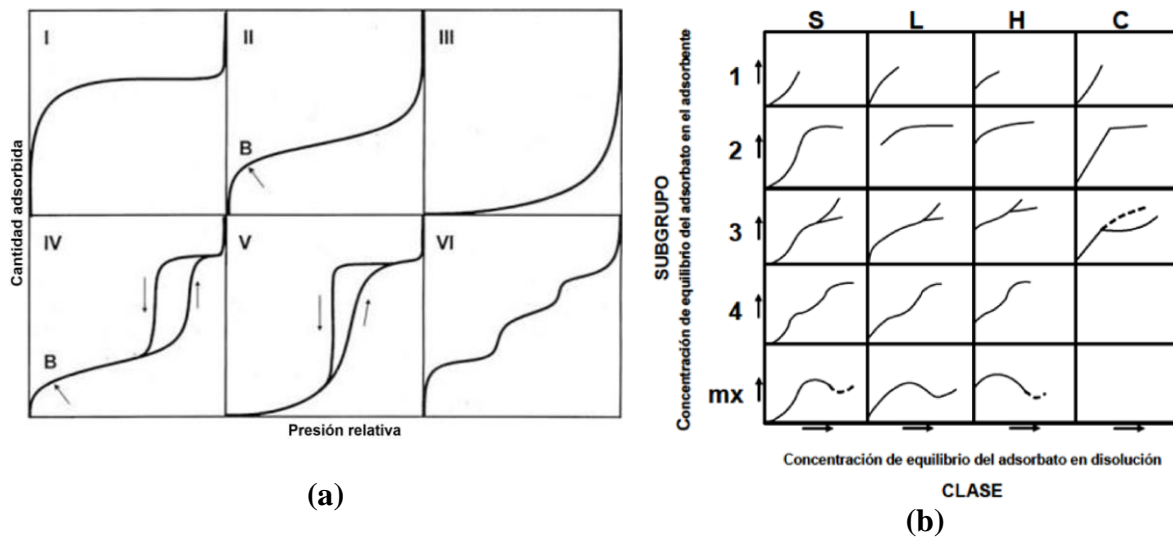 I
II
III
B
IV
V
VI
B
Cantidad adsorbida
Presión relativa
(a)
S
L
H
C
1
2
3
4
mx
SUBGRUPO
Concentración de equilibrio del adsorbato en el adsorbente
Concentración de equilibrio del adsorbato en disolución
CLASE
(b)